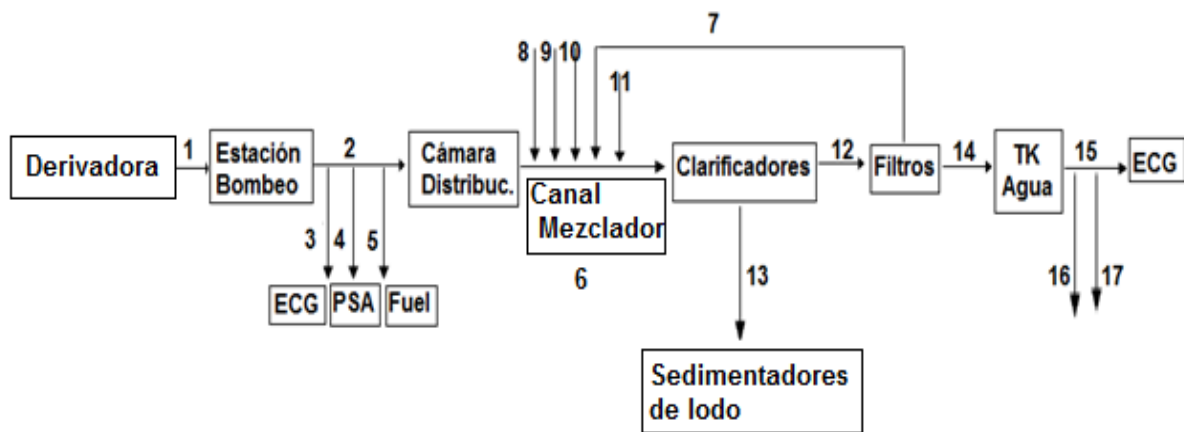 7
8
9
10
11
Derivadora
1
Estación
Bombeo
2
Cámara
Distribuc.
Canal
Mezclador
6
Clarificadores
12
Filtros
14
TK
Agua
15
ECG
3
4
5
ECG
PSA
Fuel
13
16
17
Sedimentadores
de lodo